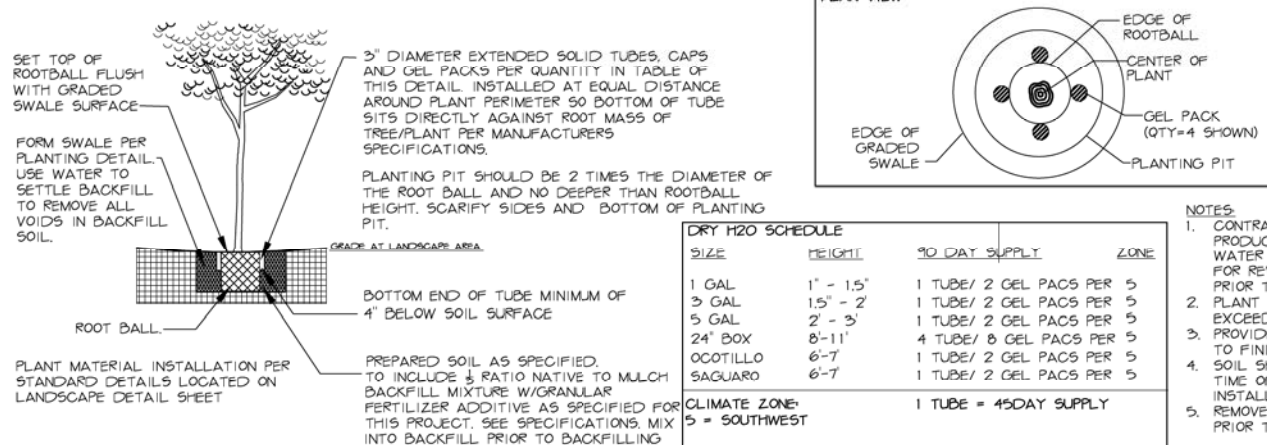 SET TOP OF
ROOTBALL FLUSH
WITH GRADED
SWALE SURFACE
FORM SWALE PER
PLANTING DETAIL.
USE WATER TO
SETTLE BACKFILL
TO REMOVE ALL
VOIDS IN BACKFILL
SOIL.
ROOT BALL.
PLANT MATERIAL INSTALLATION PER
STANDARD DETAILS LOCATED ON
LANDSCAPE DETAIL SHEET
3" DIAMETER EXTENDED SOLID TUBES, CAPS
AND GEL PACKS PER QUANTITY IN TABLE OF
THIS DETAIL. INSTALLED AT EQUAL DISTANCE
AROUND PLANT PERIMETER SO BOTTOM OF TUBE
SITS DIRECTLY AGAINST ROOT MASS OF
TREE/PLANT PER MANUFACTURERS
SPECIFICATIONS.
PLANTING PIT SHOULD BE 2 TIMES THE DIAMETER OF
THE ROOT BALL AND NO DEEPER THAN ROOTBALL
HEIGHT. SCARIFY SIDES AND BOTTOM OF PLANTING
PIT.
GRADE AT LANDSCAPE AREA
BOTTOM END OF TUBE MINIMUM OF
4" BELOW SOIL SURFACE
PREPARED SOIL AS SPECIFIED.
TO INCLUDE RATIO NATIVE TO MULCH
BACKFILL MIXTURE W/GRANULAR
FERTILIZER ADDITIVE AS SPECIFIED FOR
THIS PROJECT. SEE SPECIFICATIONS. MIX
INTO BACKFILL PRIOR TO BACKFILLING
EDGE OF
ROOTBALL
CENTER OF
PLANT
GEL PACK
(QTY=4 SHOWN)
PLANTING PIT
EDGE OF
GRADED
SWALE
DRY H2O SCHEDULE
SIZE HEIGHT 90 DAY SUPPLY ZONE
1 GAL 1" - 1.5" 1 TUBE/ 2 GEL PACS PER 5
3 GAL 1.5" - 2' 1 TUBE/ 2 GEL PACS PER 5
5 GAL 2' - 3' 1 TUBE/ 2 GEL PACS PER 5
24" BOX 8'-11' 4 TUBE/ 8 GEL PACS PER 5
OCOTILLO 6'-7' 1 TUBE/ 2 GEL PACS PER 5
SAGUARO 6'-7' 1 TUBE/ 2 GEL PACS PER 5
CLIMATE ZONE: 1 TUBE = 45DAY SUPPLY
5 = SOUTHWEST
NOTES:
1. CONTRA
PRODUC
WATER
FOR RE
PRIOR T
2. PLANT
EXCEED
3. PROVID
TO FINI
4. SOIL S
TIME O
INSTALL
5. REMOVE
PRIOR T